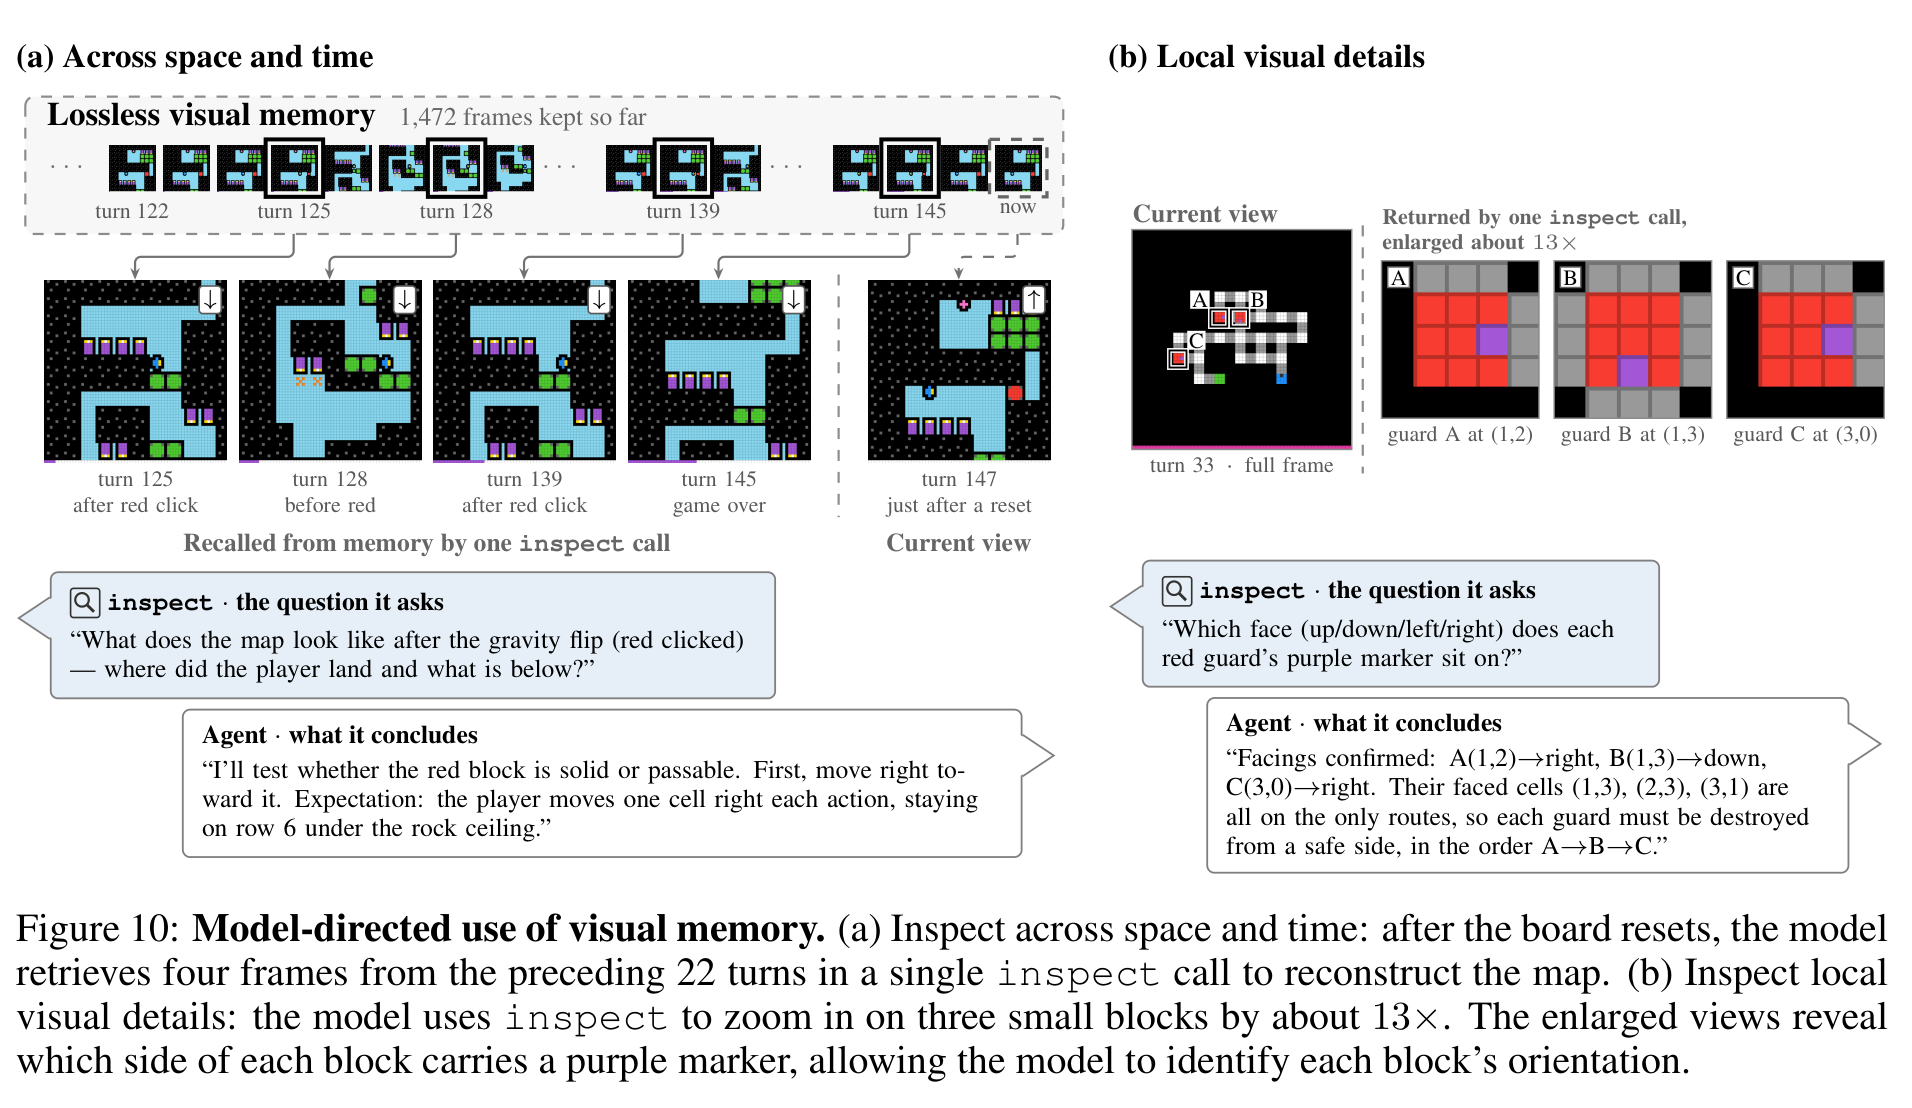 (a) Across space and time
Lossless visual memory 1,472 frames kept so far
· · ·
· · ·
· · ·
turn 122
turn 125
turn 128
turn 139
turn 145
now
↓
↓
↓
↓
↑
turn 125
after red click
turn 128
before red
turn 139
after red click
turn 145
game over
turn 147
just after a reset
Recalled from memory by one inspect call
Current view
inspect · the question it asks
“What does the map look like after the gravity flip (red clicked)
— where did the player land and what is below?”
Agent · what it concludes
“I’ll test whether the red block is solid or passable. First, move right to-
ward it. Expectation: the player moves one cell right each action, staying
on row 6 under the rock ceiling.”
(b) Local visual details
Current view
A
B
C
turn 33 · full frame
Returned by one inspect call,
enlarged about 13×
A
B
C
guard A at (1,2)
guard B at (1,3)
guard C at (3,0)
inspect · the question it asks
“Which face (up/down/left/right) does each
red guard’s purple marker sit on?”
Agent · what it concludes
“Facings confirmed: A(1,2)→right, B(1,3)→down,
C(3,0)→right. Their faced cells (1,3), (2,3), (3,1) are
all on the only routes, so each guard must be destroyed
from a safe side, in the order A→B→C.”
Figure 10: Model-directed use of visual memory. (a) Inspect across space and time: after the board resets, the model
retrieves four frames from the preceding 22 turns in a single inspect call to reconstruct the map. (b) Inspect local
visual details: the model uses inspect to zoom in on three small blocks by about 13×. The enlarged views reveal
which side of each block carries a purple marker, allowing the model to identify each block’s orientation.